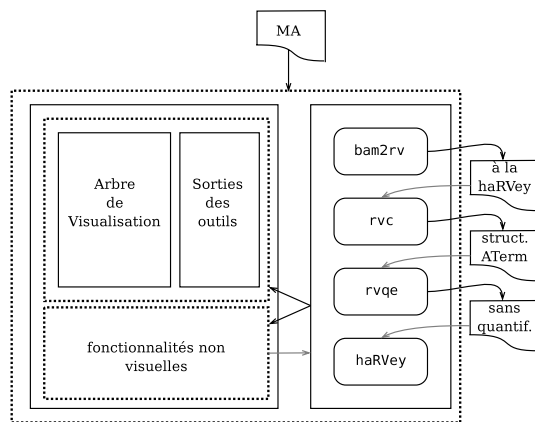 MA
Arbre
de
Visualisation
Sorties
des
outils
fonctionnalités non
visuelles
bam2rv
à la
haRVey
rvc
struct.
ATerm
rvqe
sans
quantif.
haRVey